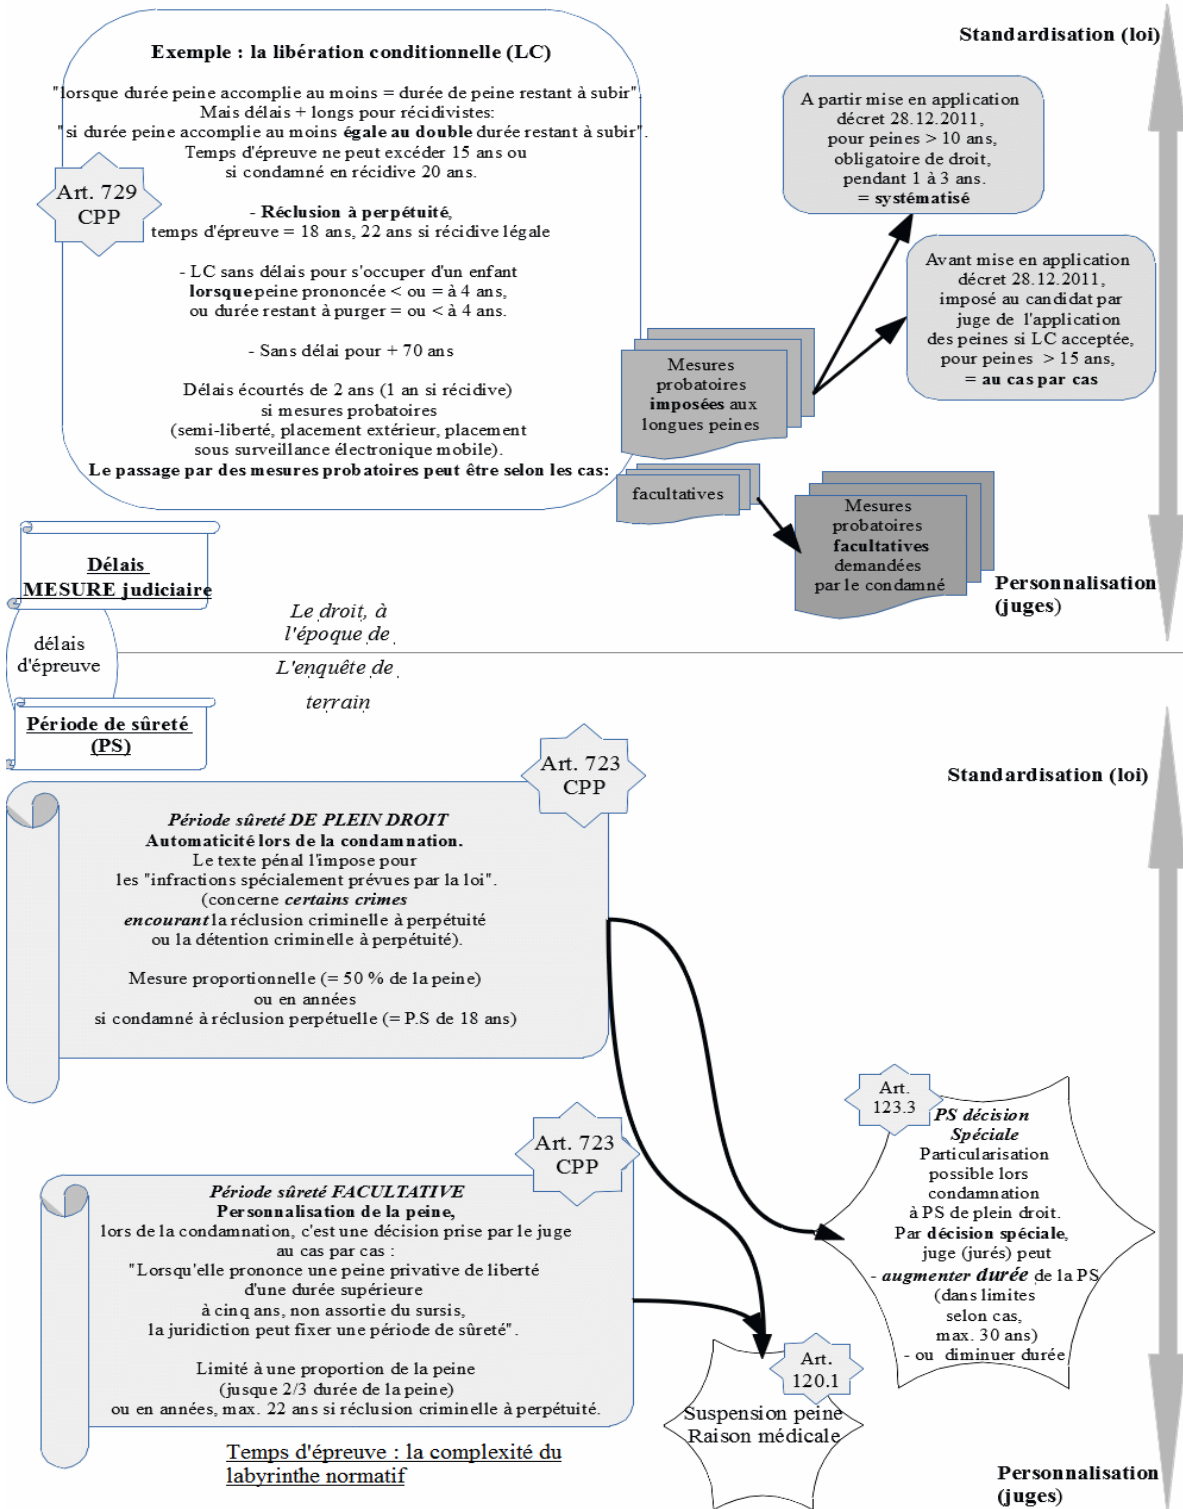 Standardisation (loi)
Exemple : la libération conditionnelle (LC)
"lorsque durée peine accomplie au moins = durée de peine restant à subir".
Mais délais + longs pour récidivistes:
"si durée peine accomplie au moins égale au double durée restant à subir".
Temps d'épreuve ne peut excéder 15 ans ou
si condamné en récidive 20 ans.
Art. 729
CPP
- Réclusion à perpétuité,
temps d'épreuve = 18 ans, 22 ans si récidive légale
- LC sans délais pour s'occuper d'un enfant
lorsque peine prononcée < ou = à 4 ans,
ou durée restant à purger = ou < à 4 ans.
- Sans délai pour + 70 ans
Délais écourtés de 2 ans (1 an si récidive)
si mesures probatoires
(semi-liberté, placement extérieur, placement
sous surveillance électronique mobile).
Le passage par des mesures probatoires peut être selon les cas:
A partir mise en application
décret 28.12.2011,
pour peines > 10 ans,
obligatoire de droit,
pendant 1 à 3 ans.
= systématisé
Avant mise en application
décret 28.12.2011,
imposé au candidat par
juge de l'application
des peines si LC acceptée,
pour peines > 15 ans,
= au cas par cas
Mesures
probatoires
imposées aux
longues peines
facultatives
Mesures
probatoires
facultatives
demandées
par le condamné
Personnalisation
(juges)
Délais
MESURE judiciaire
délais
d'épreuve
Période de sûreté
(PS)
Le droit, à
l'époque de
L'enquête de
terrain
Standardisation (loi)
Art. 723
CPP
Période sûreté DE PLEIN DROIT
Automaticité lors de la condamnation.
Le texte pénal l'impose pour
les "infractions spécialement prévues par la loi".
(concerne certains crimes
encourant la réclusion criminelle à perpétuité
ou la détention criminelle à perpétuité).
Mesure proportionnelle (= 50 % de la peine)
ou en années
si condamné à réclusion perpétuelle (= P.S de 18 ans)
Art.
123.3
PS décision
Spéciale
Particularisation
possible lors
condamnation
à PS de plein droit.
Par décision spéciale,
juge (jurés) peut
- augmenter durée de la PS
(dans limites
selon cas,
max. 30 ans)
- ou diminuer durée
Art. 723
CPP
Période sûreté FACULTATIVE
Personnalisation de la peine,
lors de la condamnation, c'est une décision prise par le juge
au cas par cas :
"Lorsqu'elle prononce une peine privative de liberté
d'une durée supérieure
à cinq ans, non assortie du sursis,
la juridiction peut fixer une période de sûreté".
Limité à une proportion de la peine
(jusque 2/3 durée de la peine)
ou en années, max. 22 ans si réclusion criminelle à perpétuité.
Art.
120.1
Suspension peine
Raison médicale
Temps d'épreuve : la complexité du
labyrinthe normatif
Personnalisation
(juges)